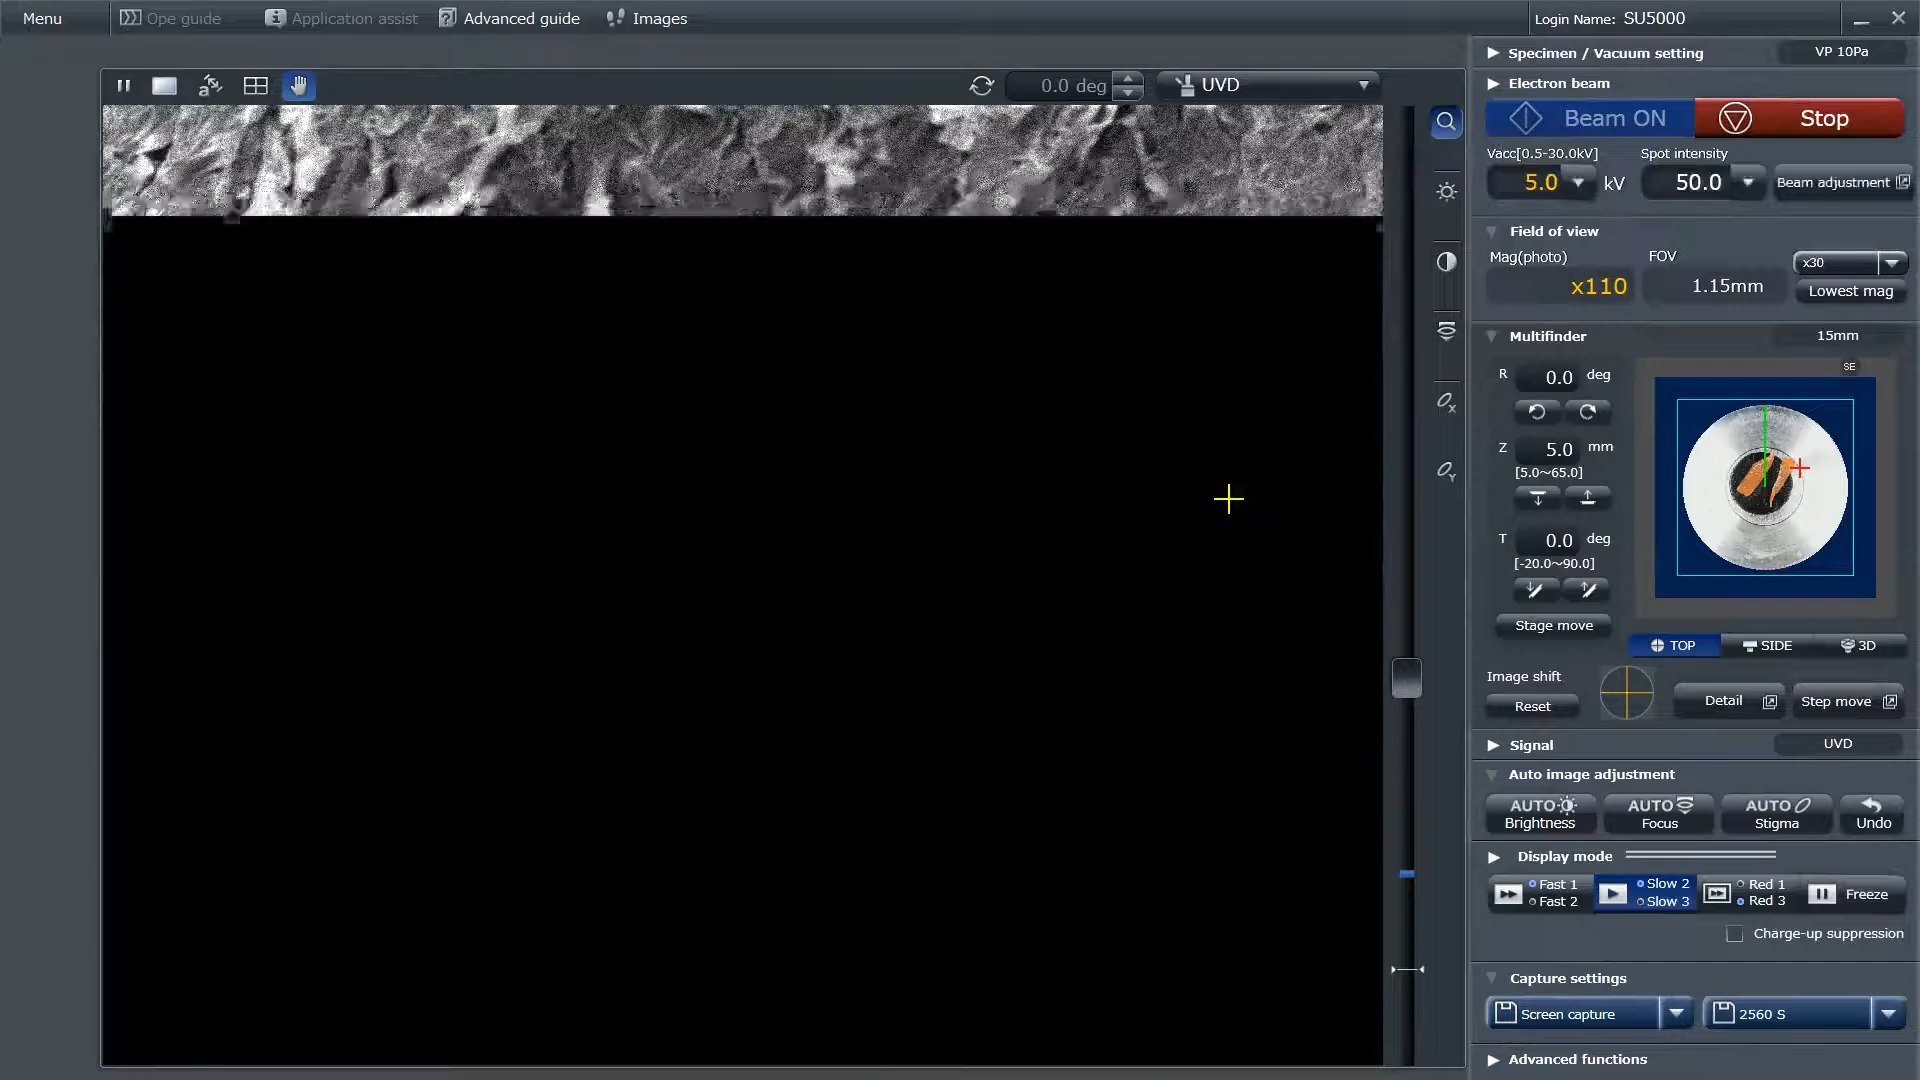 Menu
Ope guide
Application assist
Advanced guide
Images
Login Name: SU5000
0.0 deg
UVD
Specimen / Vacuum setting
VP 10Pa
Electron beam
Beam ON
Stop
Vacc[0.5-30.0kV]
Spot intensity
5.0 kV
50.0
Beam adjustment
Field of view
Mag(photo)
FOV
x30
x110
1.15mm
Lowest mag
Multifinder
15mm
SE
R 0.0 deg
Z 5.0 mm
[5.0~65.0]
T 0.0 deg
[-20.0~90.0]
Stage move
TOP
SIDE
3D
Image shift
Reset
Detail
Step move
Signal
UVD
Auto image adjustment
AUTO
Brightness
AUTO
Focus
AUTO
Stigma
Undo
Display mode
Fast 1
Fast 2
Slow 2
Slow 3
Red 1
Red 3
Freeze
Charge-up suppression
Capture settings
Screen capture
2560 S
Advanced functions